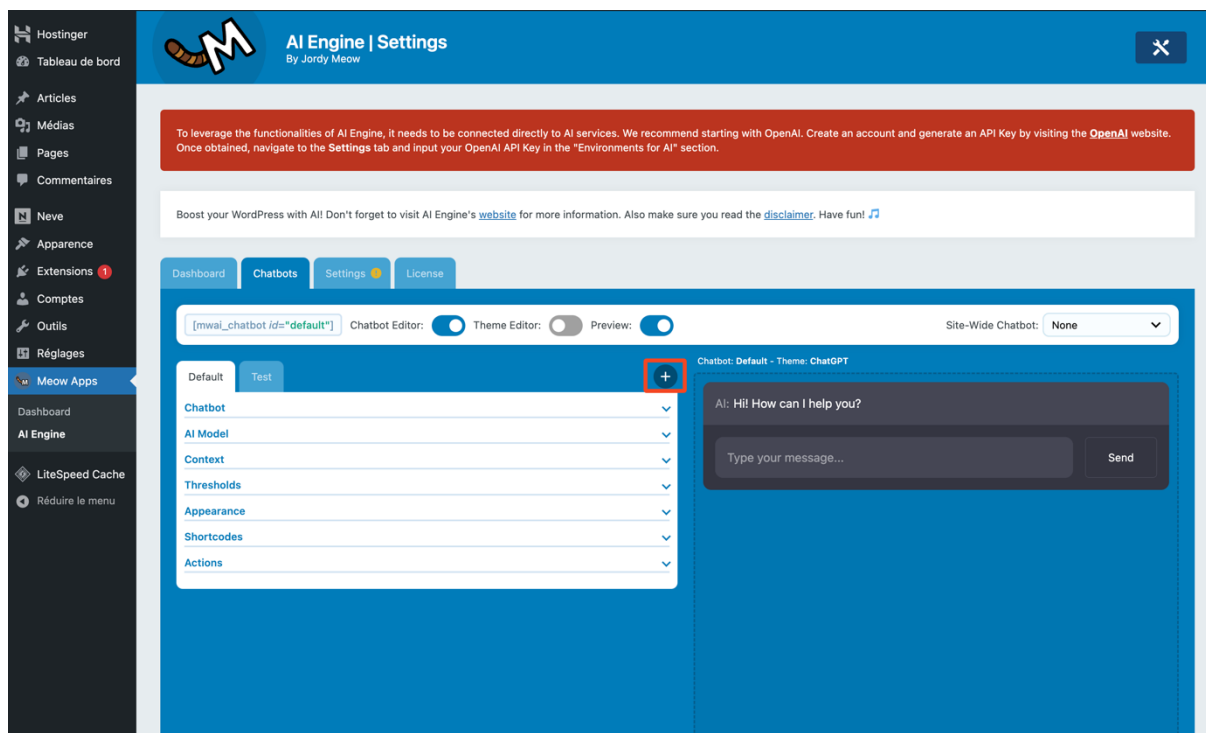 Hostinger
Tableau de bord
Articles
Médias
Pages
Commentaires
Neve
Apparence
Extensions 1
Comptes
Outils
Réglages
Meow Apps
Dashboard
AI Engine
LiteSpeed Cache
Réduire le menu
AI Engine | Settings
By Jordy Meow
To leverage the functionalities of AI Engine, it needs to be connected directly to AI services. We recommend starting with OpenAI. Create an account and generate an API Key by visiting the OpenAI website.
Once obtained, navigate to the Settings tab and input your OpenAI API Key in the "Environments for AI" section.
Boost your WordPress with AI! Don't forget to visit AI Engine's website for more information. Also make sure you read the disclaimer. Have fun! 🎵
Dashboard Chatbots Settings License
[mwai_chatbot id="default"] Chatbot Editor: Theme Editor: Preview: Site-Wide Chatbot: None
Default Test +
Chatbot
AI Model
Context
Thresholds
Appearance
Shortcodes
Actions
Chatbot: Default - Theme: ChatGPT
AI: Hi! How can I help you?
Type your message... Send